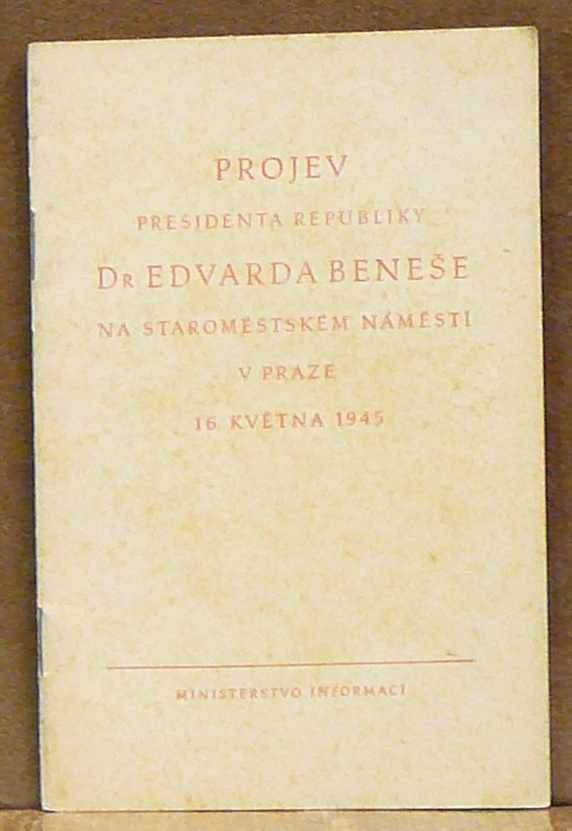 PROJEV
PRESIDENTA REPUBLIKY
DR EDVARDA BENEŠE
NA STAROMĚSTSKÉM NÁMĚSTÍ
V PRAZE
16. KVĚTNA 1945
MINISTERSTVO INFORMACÍ